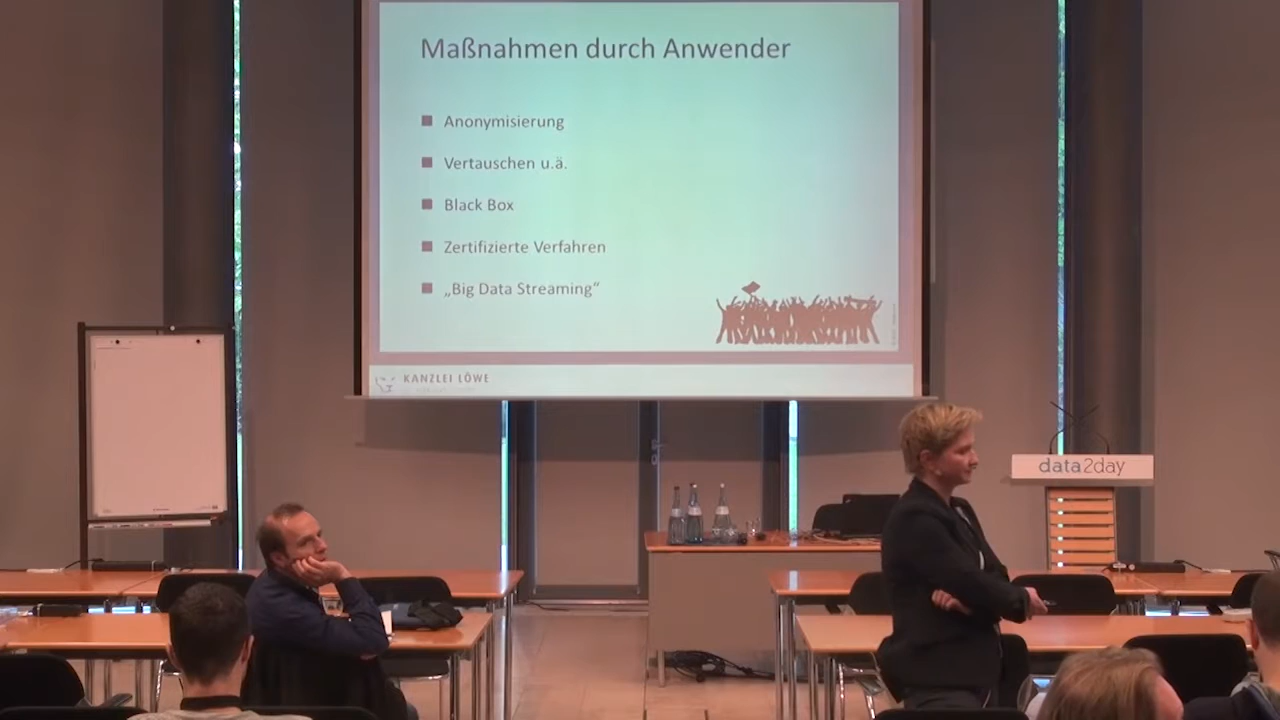 Maßnahmen durch Anwender
Anonymisierung
Vertauschen u.ä.
Black Box
Zertifizierte Verfahren
„Big Data Streaming“
KANZLEI LÖWE
data2day